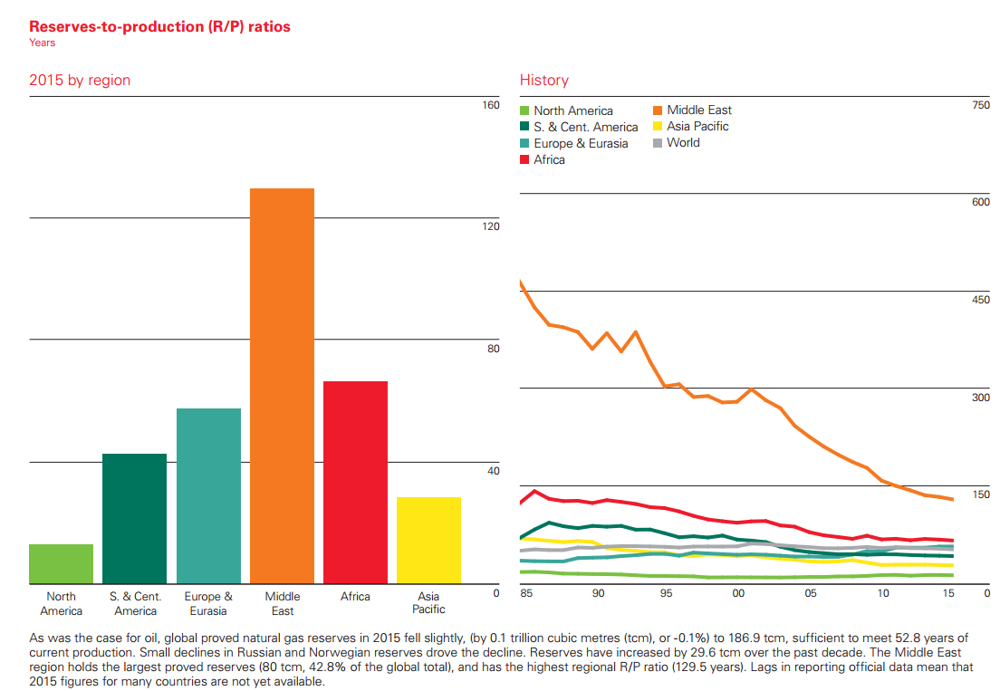 Reserves-to-production (R/P) ratios
Years
2015 by region
160
120
80
40
0
North America
S. & Cent. America
Europe & Eurasia
Middle East
Africa
Asia Pacific
History
North America
S. & Cent. America
Europe & Eurasia
Africa
Middle East
Asia Pacific
World
750
600
450
300
150
85 90 95 00 05 10 15 0
As was the case for oil, global proved natural gas reserves in 2015 fell slightly, (by 0.1 trillion cubic metres (tcm), or -0.1%) to 186.9 tcm, sufficient to meet 52.8 years of
current production. Small declines in Russian and Norwegian reserves drove the decline. Reserves have increased by 29.6 tcm over the past decade. The Middle East
region holds the largest proved reserves (80 tcm, 42.8% of the global total), and has the highest regional R/P ratio (129.5 years). Lags in reporting official data mean that
2015 figures for many countries are not yet available.